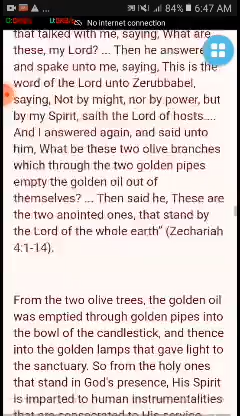 84% 6:47 AM
No internet connection
that talked with me, saying, What are
these, my Lord? ... Then he answered
and spake unto me, saying, This is the
word of the Lord unto Zerubbabel,
saying, Not by might, nor by power, but
by my Spirit, saith the Lord of hosts....
And I answered again, and said unto
him, What be these two olive branches
which through the two golden pipes
empty the golden oil out of
themselves? ... Then said he, These are
the two anointed ones, that stand by
the Lord of the whole earth” (Zechariah
4:1-14).
From the two olive trees, the golden oil
was emptied through golden pipes into
the bowl of the candlestick, and thence
into the golden lamps that gave light to
the sanctuary. So from the holy ones
that stand in God's presence, His Spirit
is imparted to human instrumentalities
that are consecrated to His service